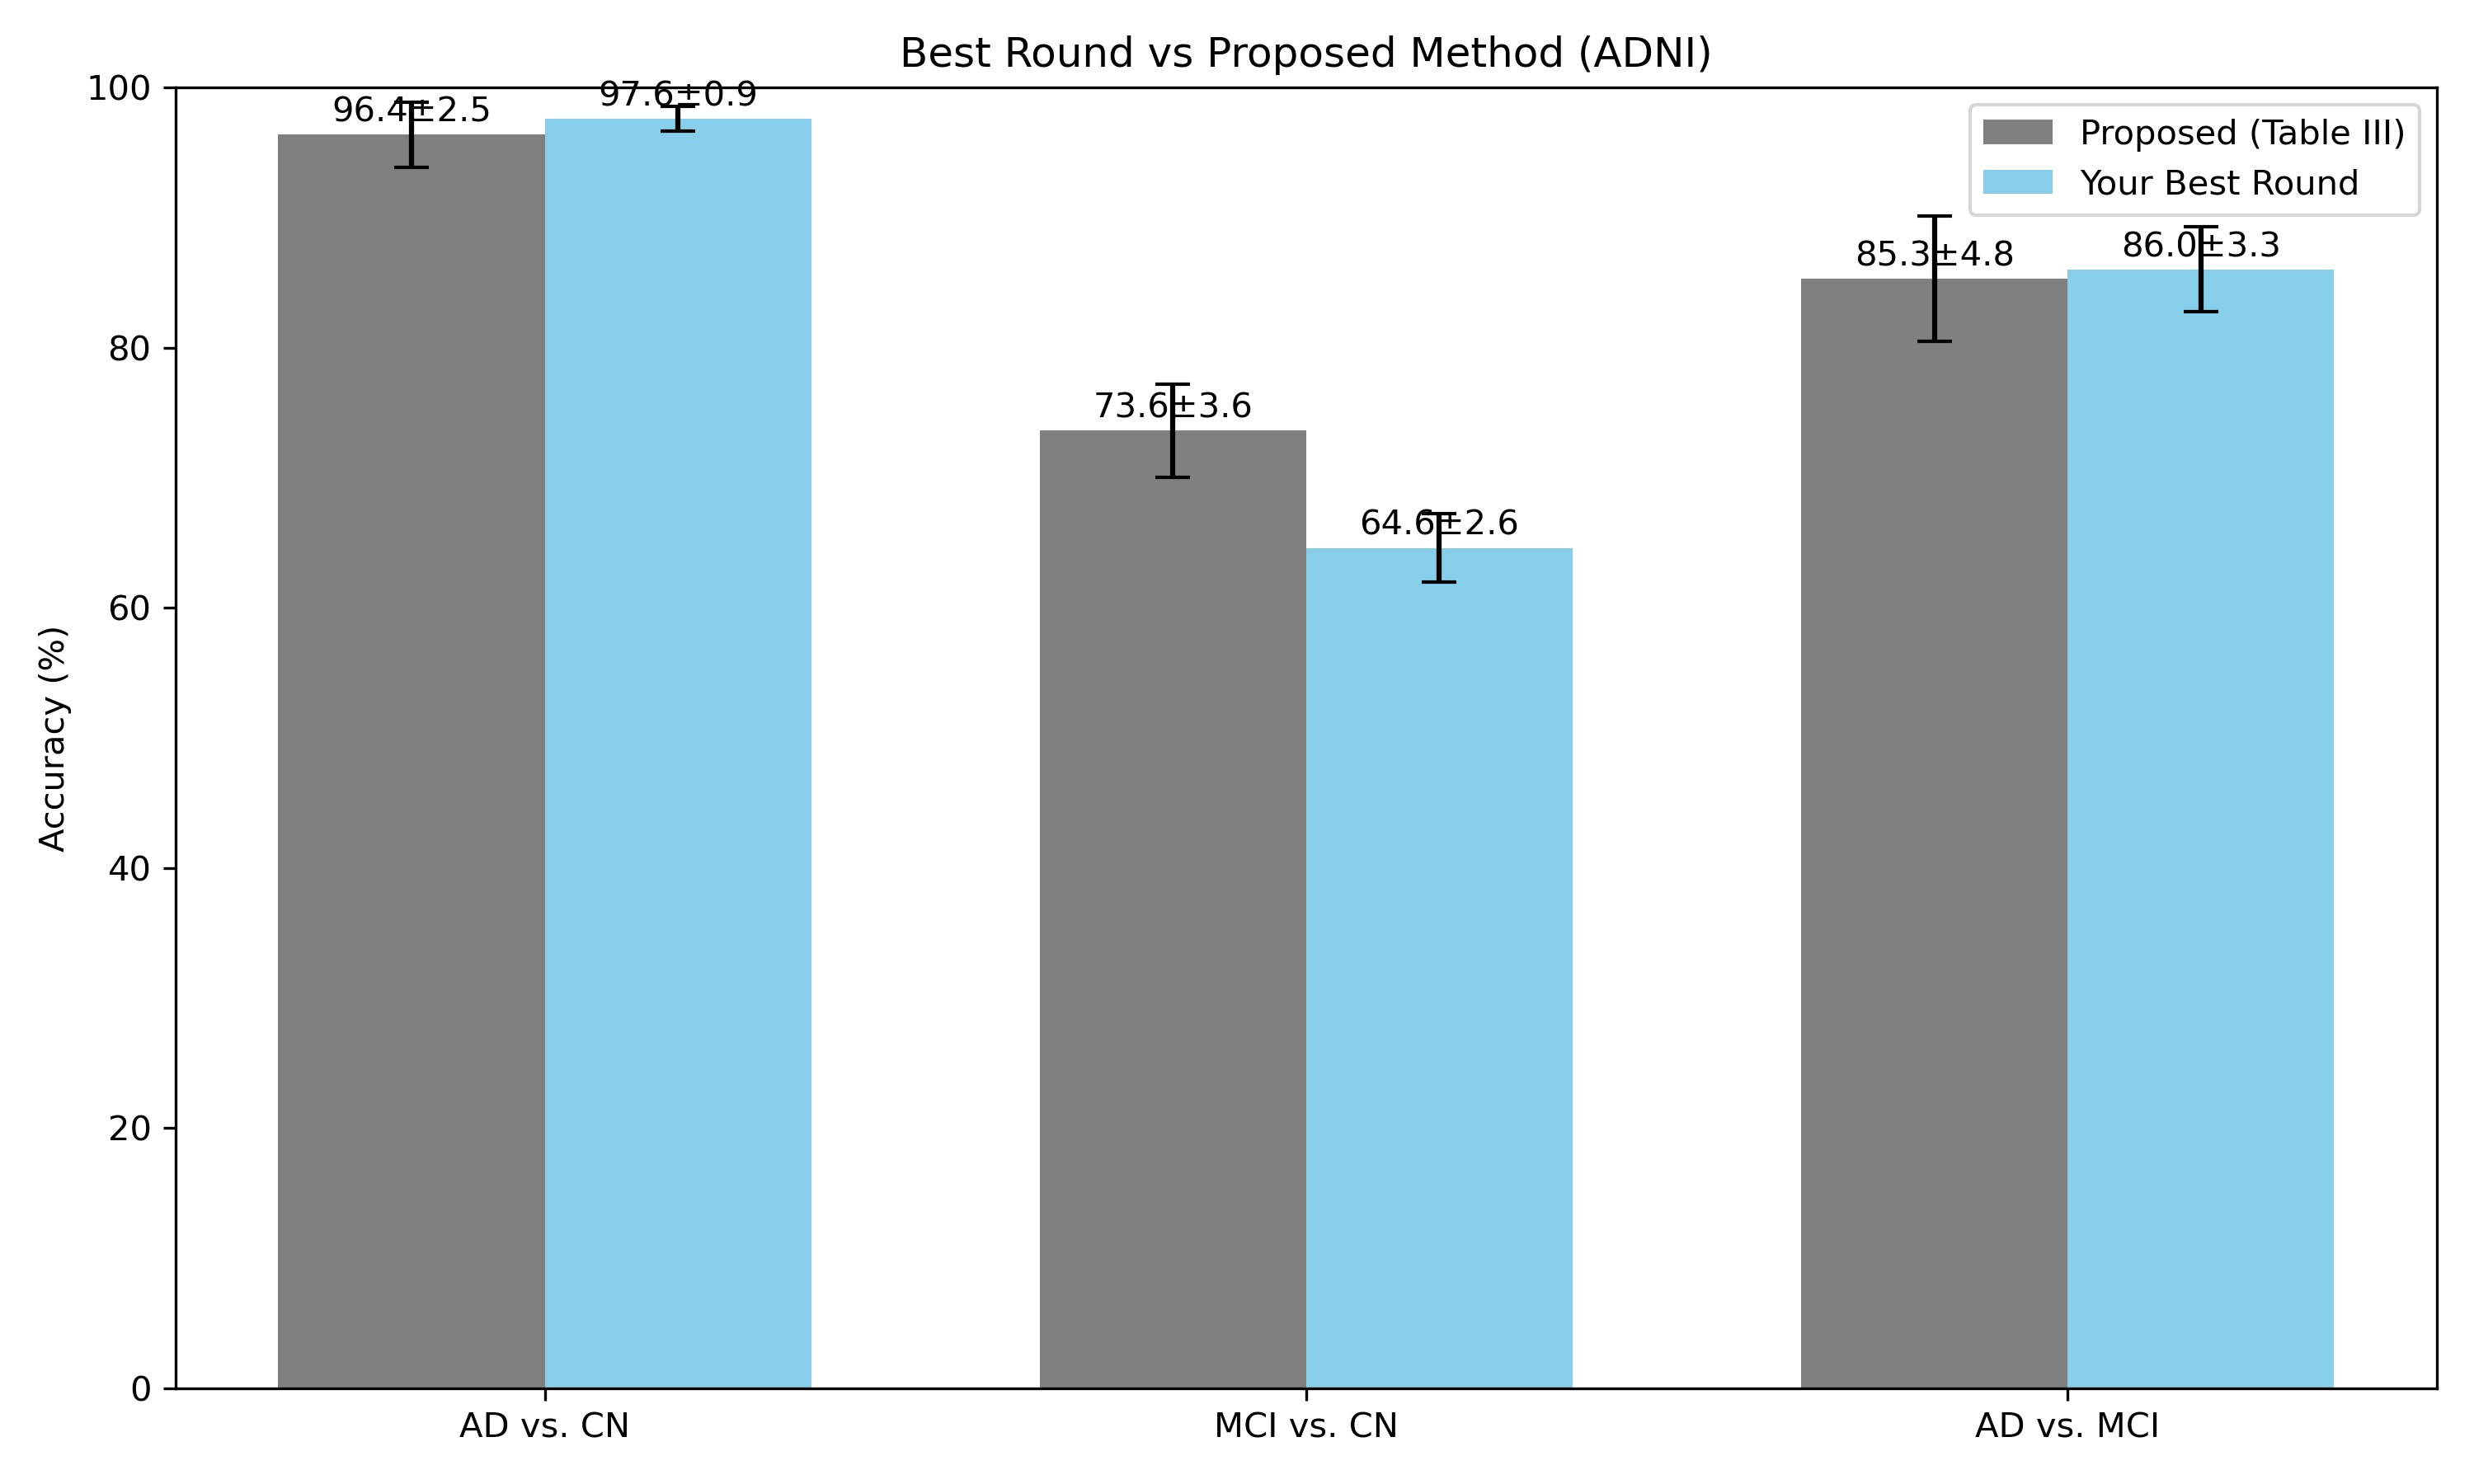 Best Round vs Proposed Method (ADNI)
Proposed (Table III)
Your Best Round
Accuracy (%)
100
80
60
40
20
0
96.4±2.5
97.6±0.9
73.6±3.6
64.6±2.6
85.3±4.8
86.0±3.3
AD vs. CN
MCI vs. CN
AD vs. MCI